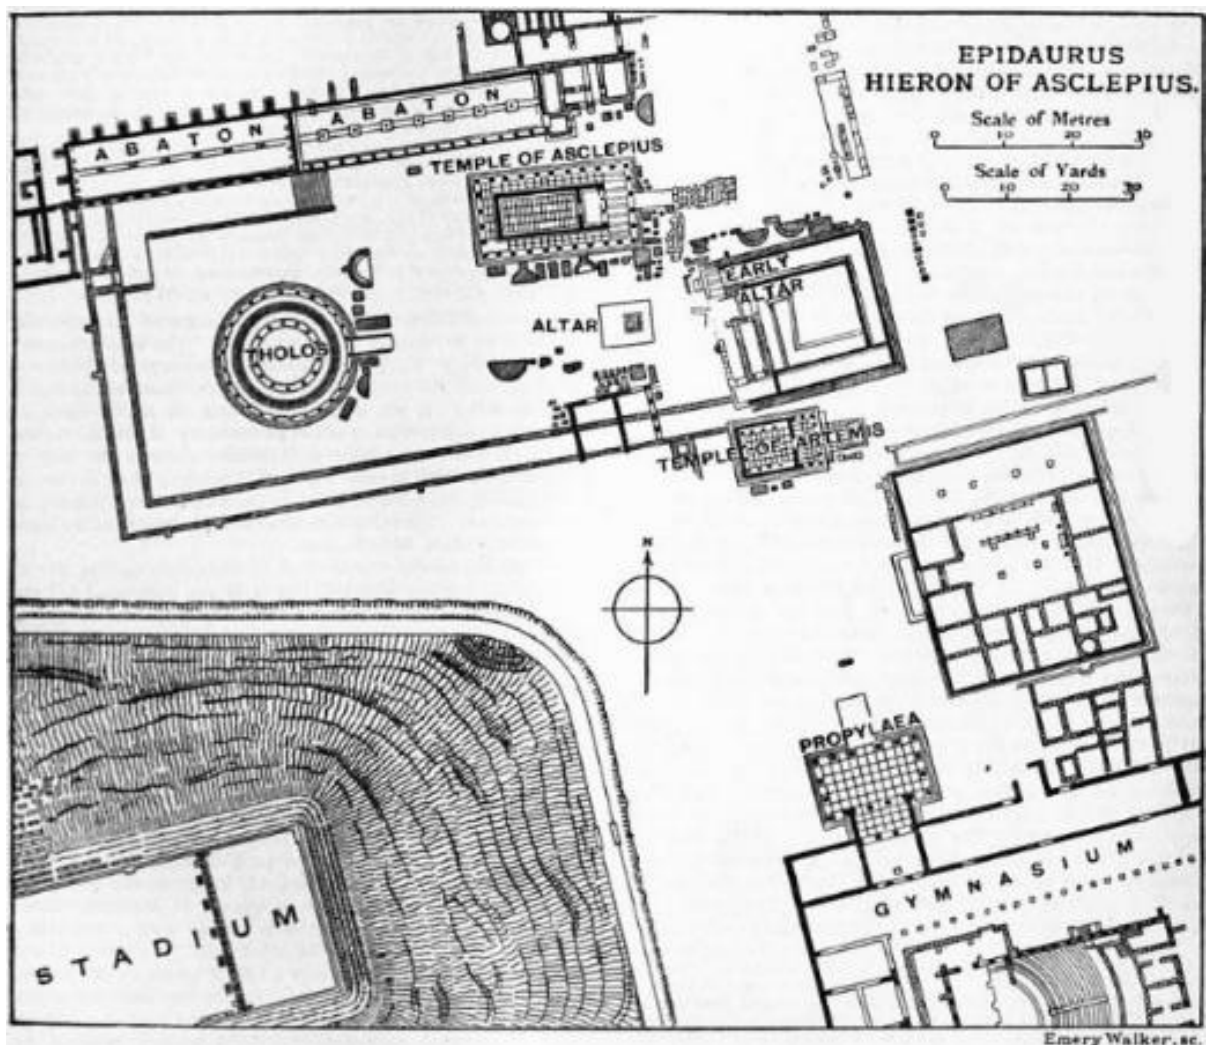 EPIDAURUS
HIERON OF ASCLEPIUS.
Scale of Metres
0 10 20 30
Scale of Yards
0 10 20 30
ABATON
ABATON
TEMPLE OF ASCLEPIUS
EARLY
ALTAR
ALTAR
THOLOS
TEMPLE OF ARTEMIS
N
PROPYLAEA
GYMNASIUM
STADIUM
Emery Walker, sc.